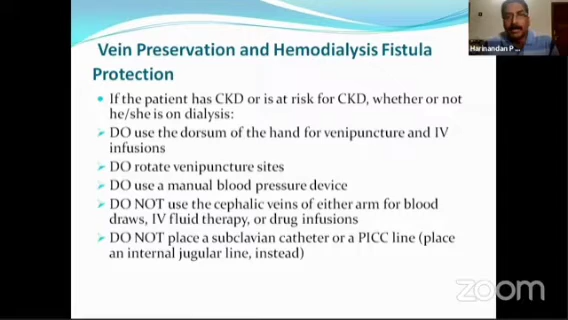 Vein Preservation and Hemodialysis Fistula
Protection
If the patient has CKD or is at risk for CKD, whether or not
he/she is on dialysis:
DO use the dorsum of the hand for venipuncture and IV
infusions
DO rotate venipuncture sites
DO use a manual blood pressure device
DO NOT use the cephalic veins of either arm for blood
draws, IV fluid therapy, or drug infusions
DO NOT place a subclavian catheter or a PICC line (place
an internal jugular line, instead)
Harinandan P ...
zoom